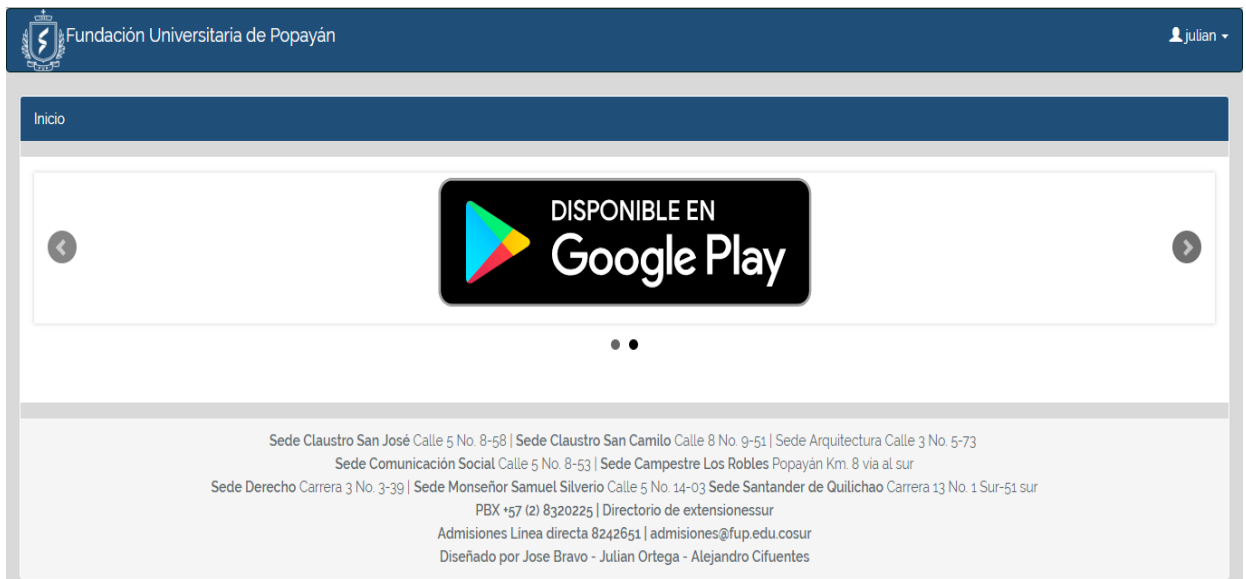 Fundación Universitaria de Popayán
julian
Inicio
DISPONIBLE EN
Google Play
Sede Claustro San José Calle 5 No. 8-58 | Sede Claustro San Camilo Calle 8 No. 9-51 | Sede Arquitectura Calle 3 No. 5-73
Sede Comunicación Social Calle 5 No. 8-53 | Sede Campestre Los Robles Popayán Km. 8 vía al sur
Sede Derecho Carrera 3 No. 3-39 | Sede Monseñor Samuel Silverio Calle 5 No. 14-03 Sede Santander de Quilichao Carrera 13 No. 1 Sur-51 sur
PBX +57 (2) 8320225 | Directorio de extensionessur
Admisiones Línea directa 8242651 | admisiones@fup.edu.cosur
Diseñado por Jose Bravo - Julian Ortega - Alejandro Cifuentes